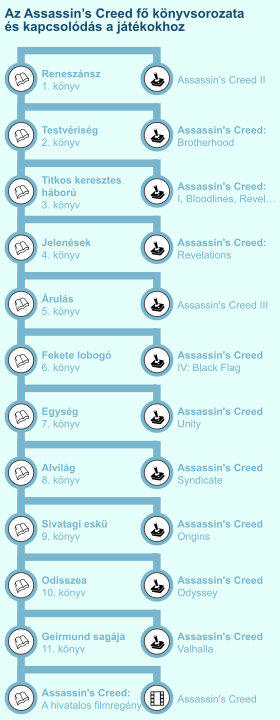 Az Assassin's Creed fő könyvsorozata
és kapcsolódás a játékokhoz
Reneszánsz
1. könyv
Assassin's Creed II
Testvériség
2. könyv
Assassin's Creed:
Brotherhood
Titkos keresztes
háború
3. könyv
Assassin's Creed:
I, Bloodlines, Revel…
Jelenések
4. könyv
Assassin's Creed:
Revelations
Árulás
5. könyv
Assassin's Creed III
Fekete lobogó
6. könyv
Assassin's Creed
IV: Black Flag
Egység
7. könyv
Assassin's Creed
Unity
Alvilág
8. könyv
Assassin's Creed
Syndicate
Sivatagi eskü
9. könyv
Assassin's Creed
Origins
Odisszea
10. könyv
Assassin's Creed
Odyssey
Geirmund sagája
11. könyv
Assassin's Creed
Valhalla
Assassin's Creed:
A hivatalos filmregény
Assassin's Creed